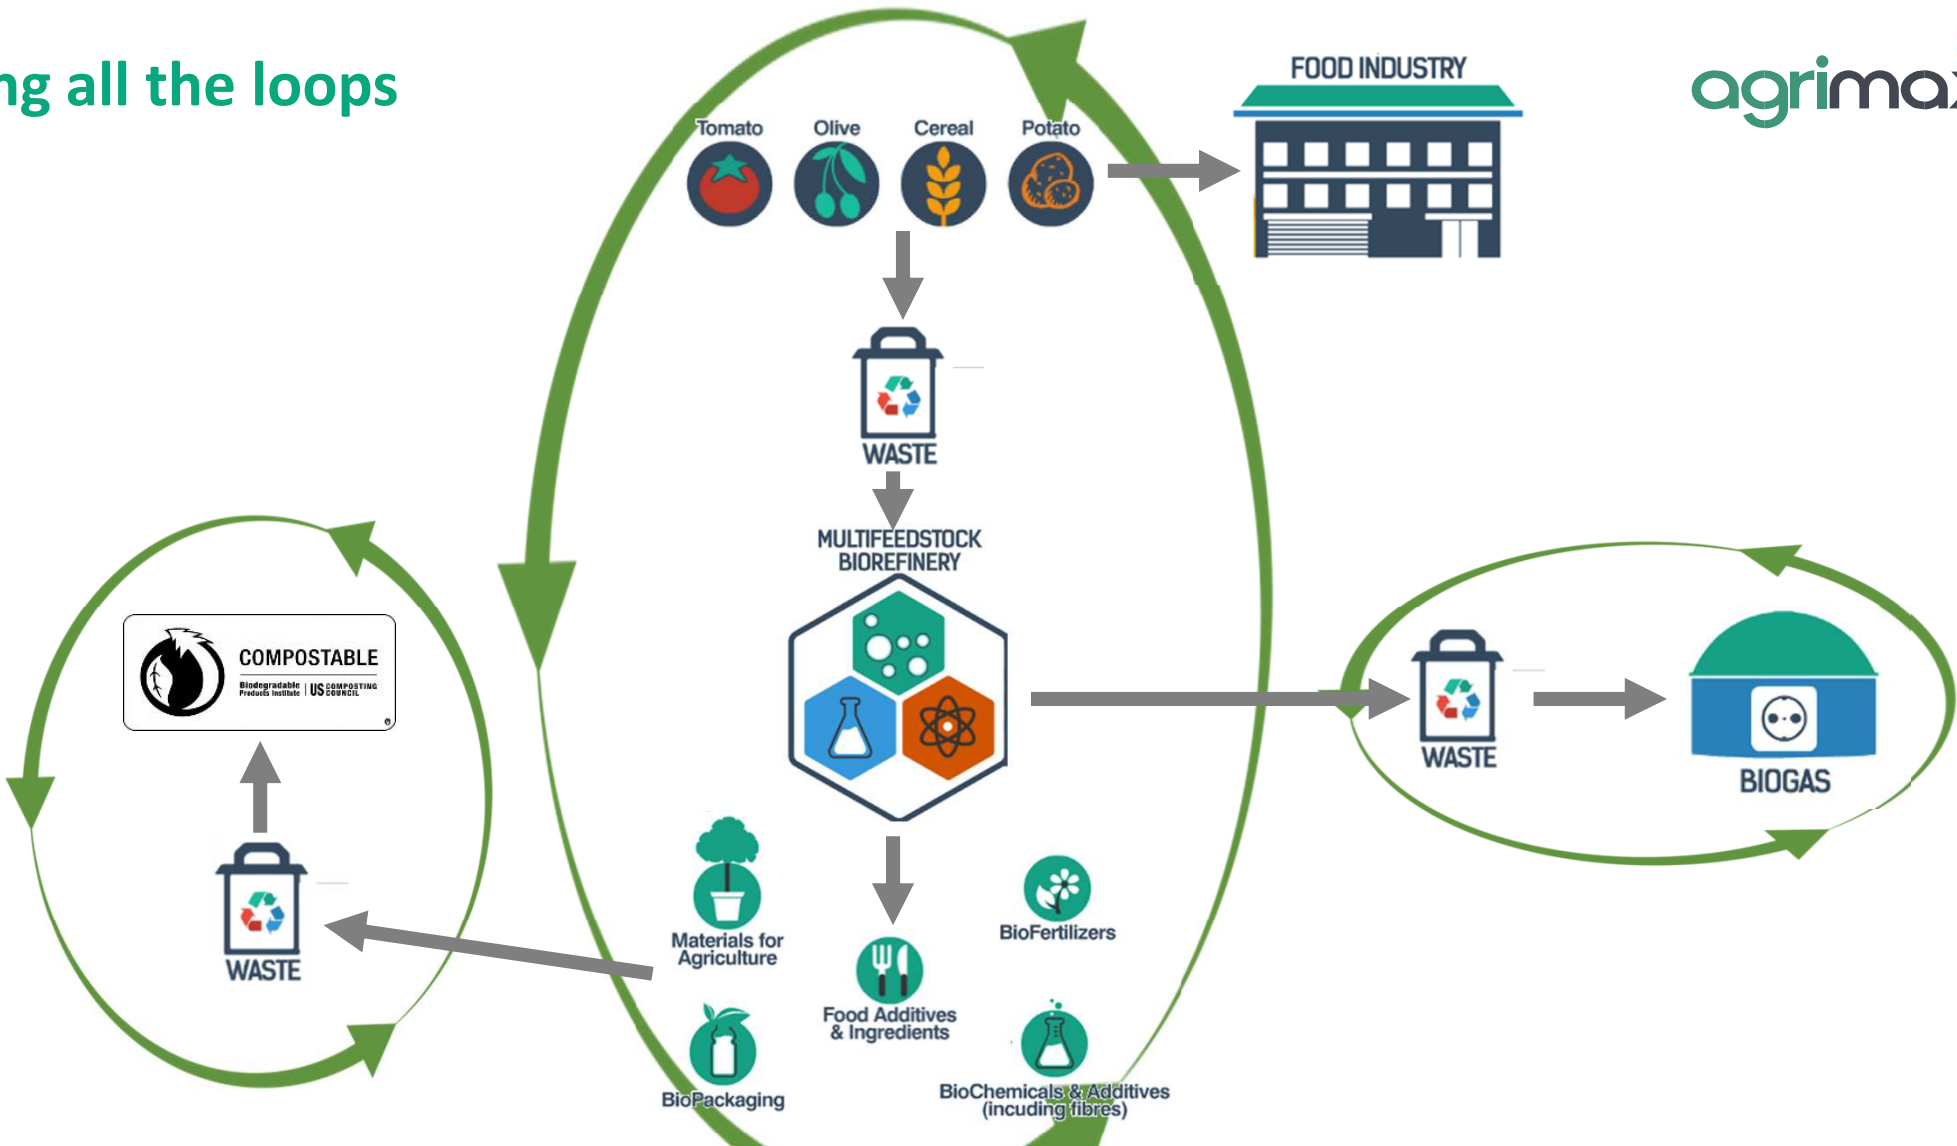 ng all the loops
agrimax
FOOD INDUSTRY
Tomato
Olive
Cereal
Potato
WASTE
MULTIFEEDSTOCK
BIOREFINERY
COMPOSTABLE
Biodegradable
Products Institute
US COMPOSTING
COUNCIL
®
WASTE
BIOGAS
WASTE
Materials for
Agriculture
BioFertilizers
Food Additives
& Ingredients
BioPackaging
BioChemicals & Additives
(incuding fibres)